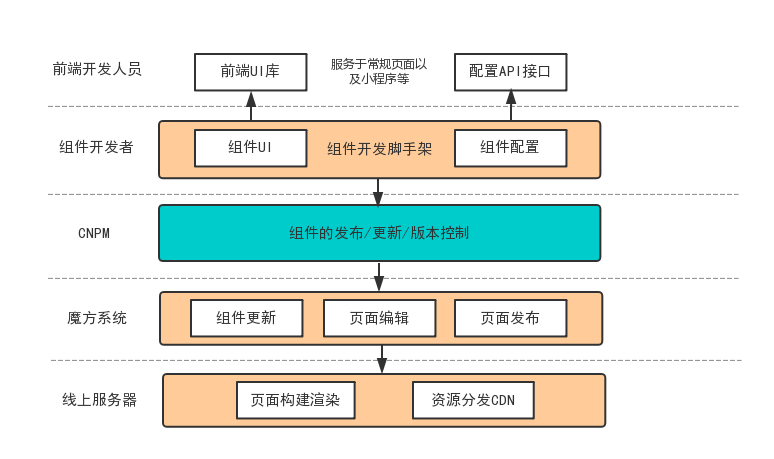 前端开发人员
前端UI库
服务于常规页面以
及小程序等
配置API接口
组件开发者
组件UI
组件开发脚手架
组件配置
CNPM
组件的发布/更新/版本控制
魔方系统
组件更新
页面编辑
页面发布
线上服务器
页面构建渲染
资源分发CDN